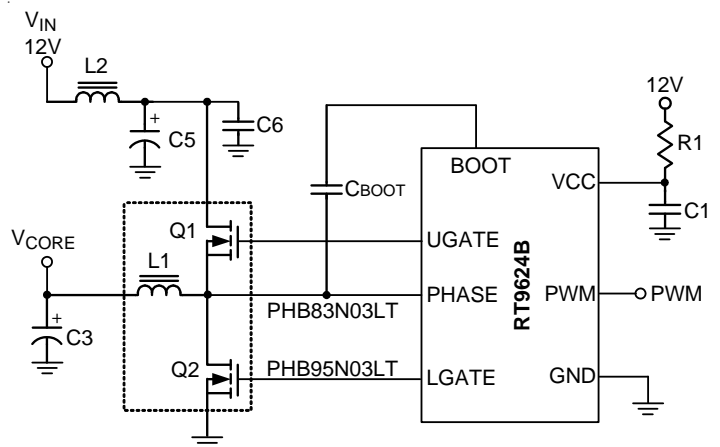 VIN
12V
L2
12V
C5
C6
R1
CBOOT
BOOT
VCC
C1
VCORE
Q1
UGATE
L1
RT9624B
PHASE
PWM
PWM
PHB83N03LT
C3
Q2
PHB95N03LT
LGATE
GND